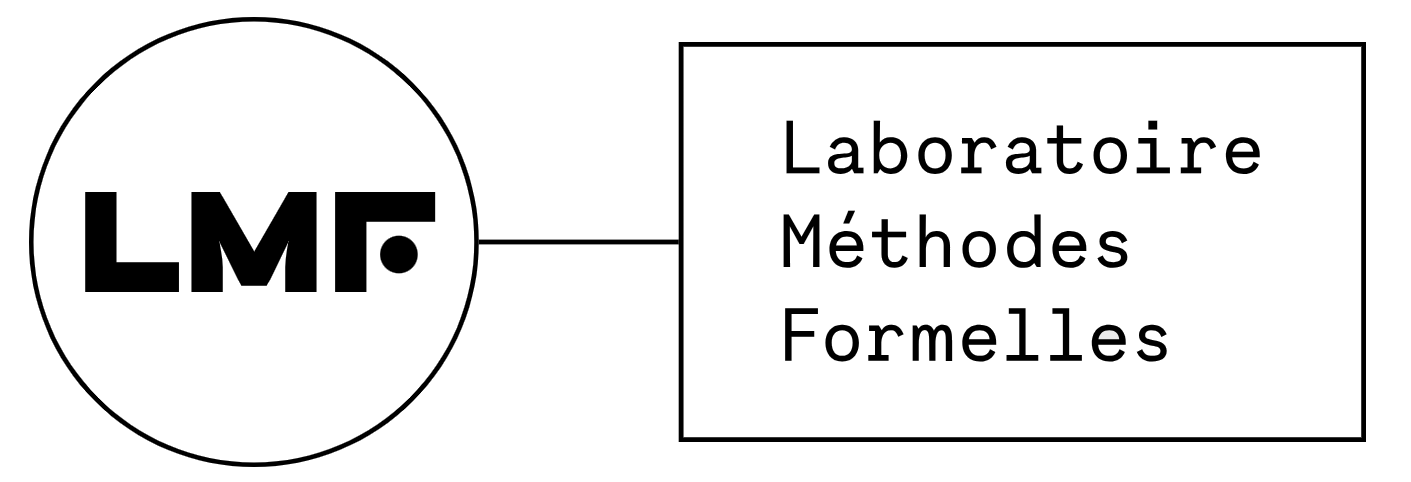 LMF
Laboratoire
Méthodes
Formelles